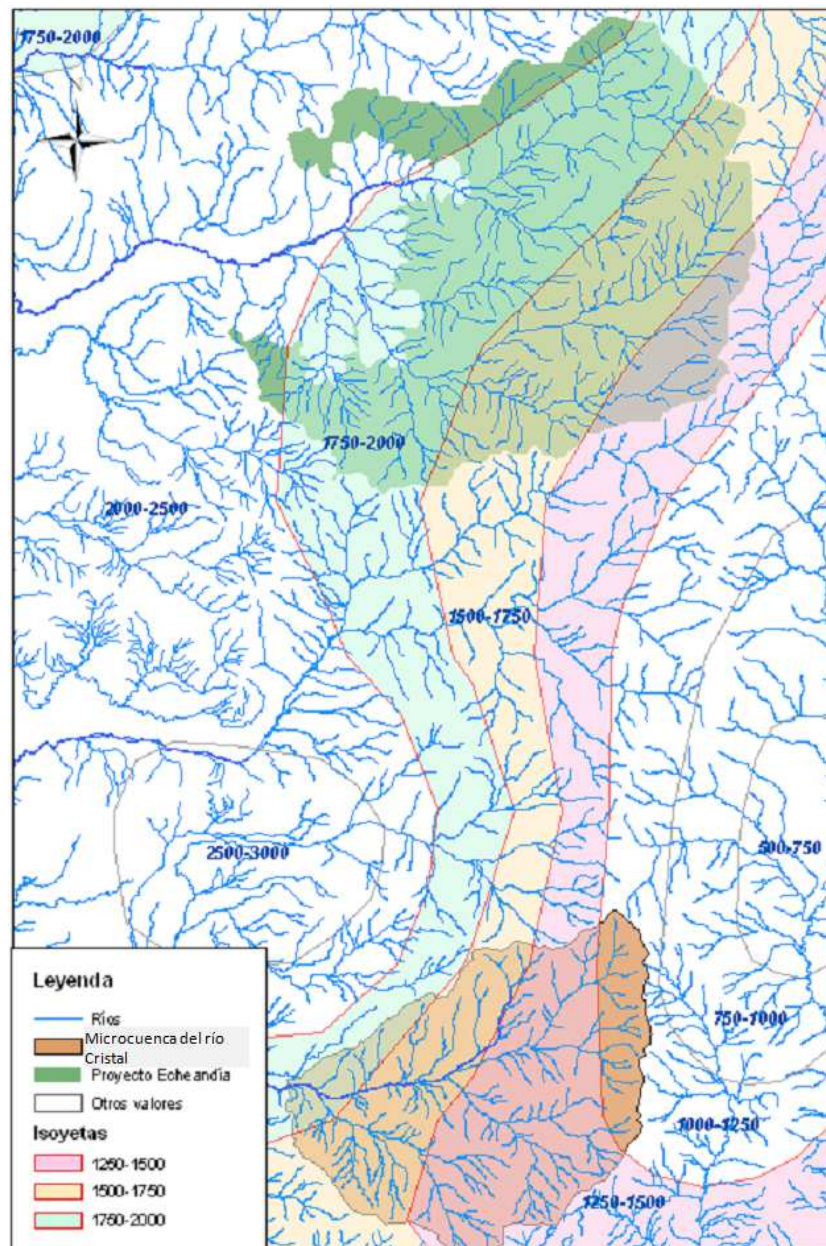 1750-2000
1750-2000
2000-2500
1500-1750
2500-3000
500-750
750-1000
1000-1250
1250-1500
Leyenda
Ríos
Microcuenca del río
Cristal
Proyecto Echeandía
Otros valores
Isoyetas
1250-1500
1500-1750
1750-2000